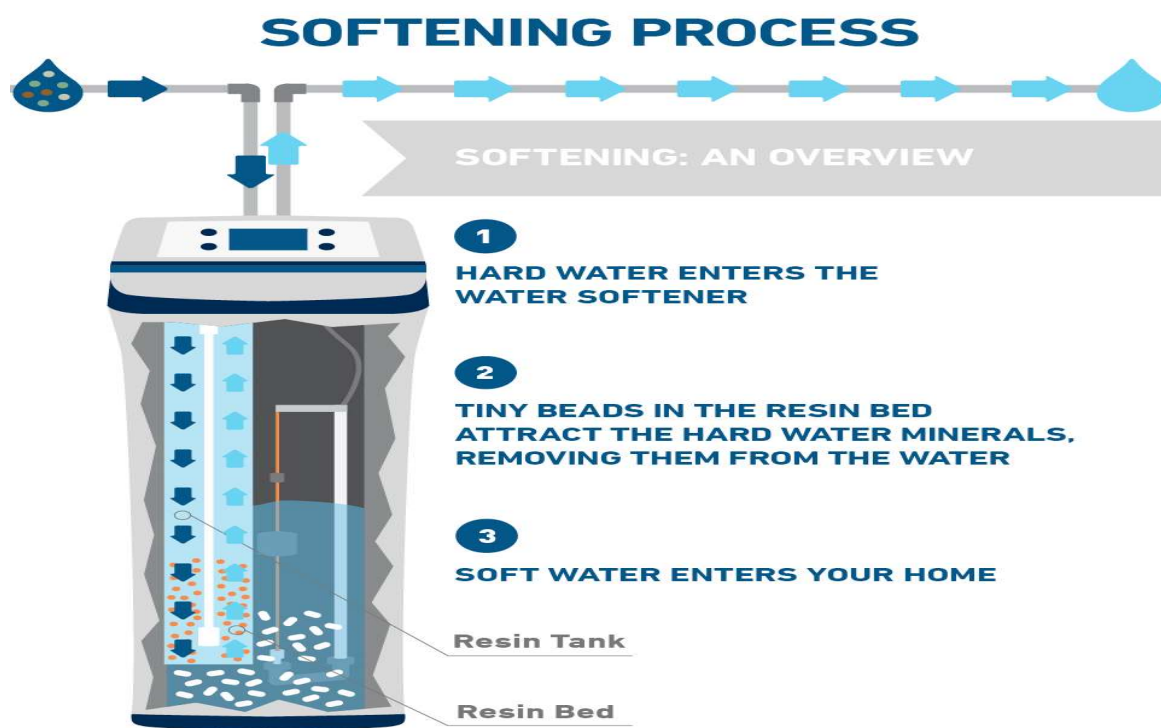 SOFTENING PROCESS
SOFTENING: AN OVERVIEW
1
HARD WATER ENTERS THE
WATER SOFTENER
2
TINY BEADS IN THE RESIN BED
ATTRACT THE HARD WATER MINERALS,
REMOVING THEM FROM THE WATER
3
SOFT WATER ENTERS YOUR HOME
Resin Tank
Resin Bed